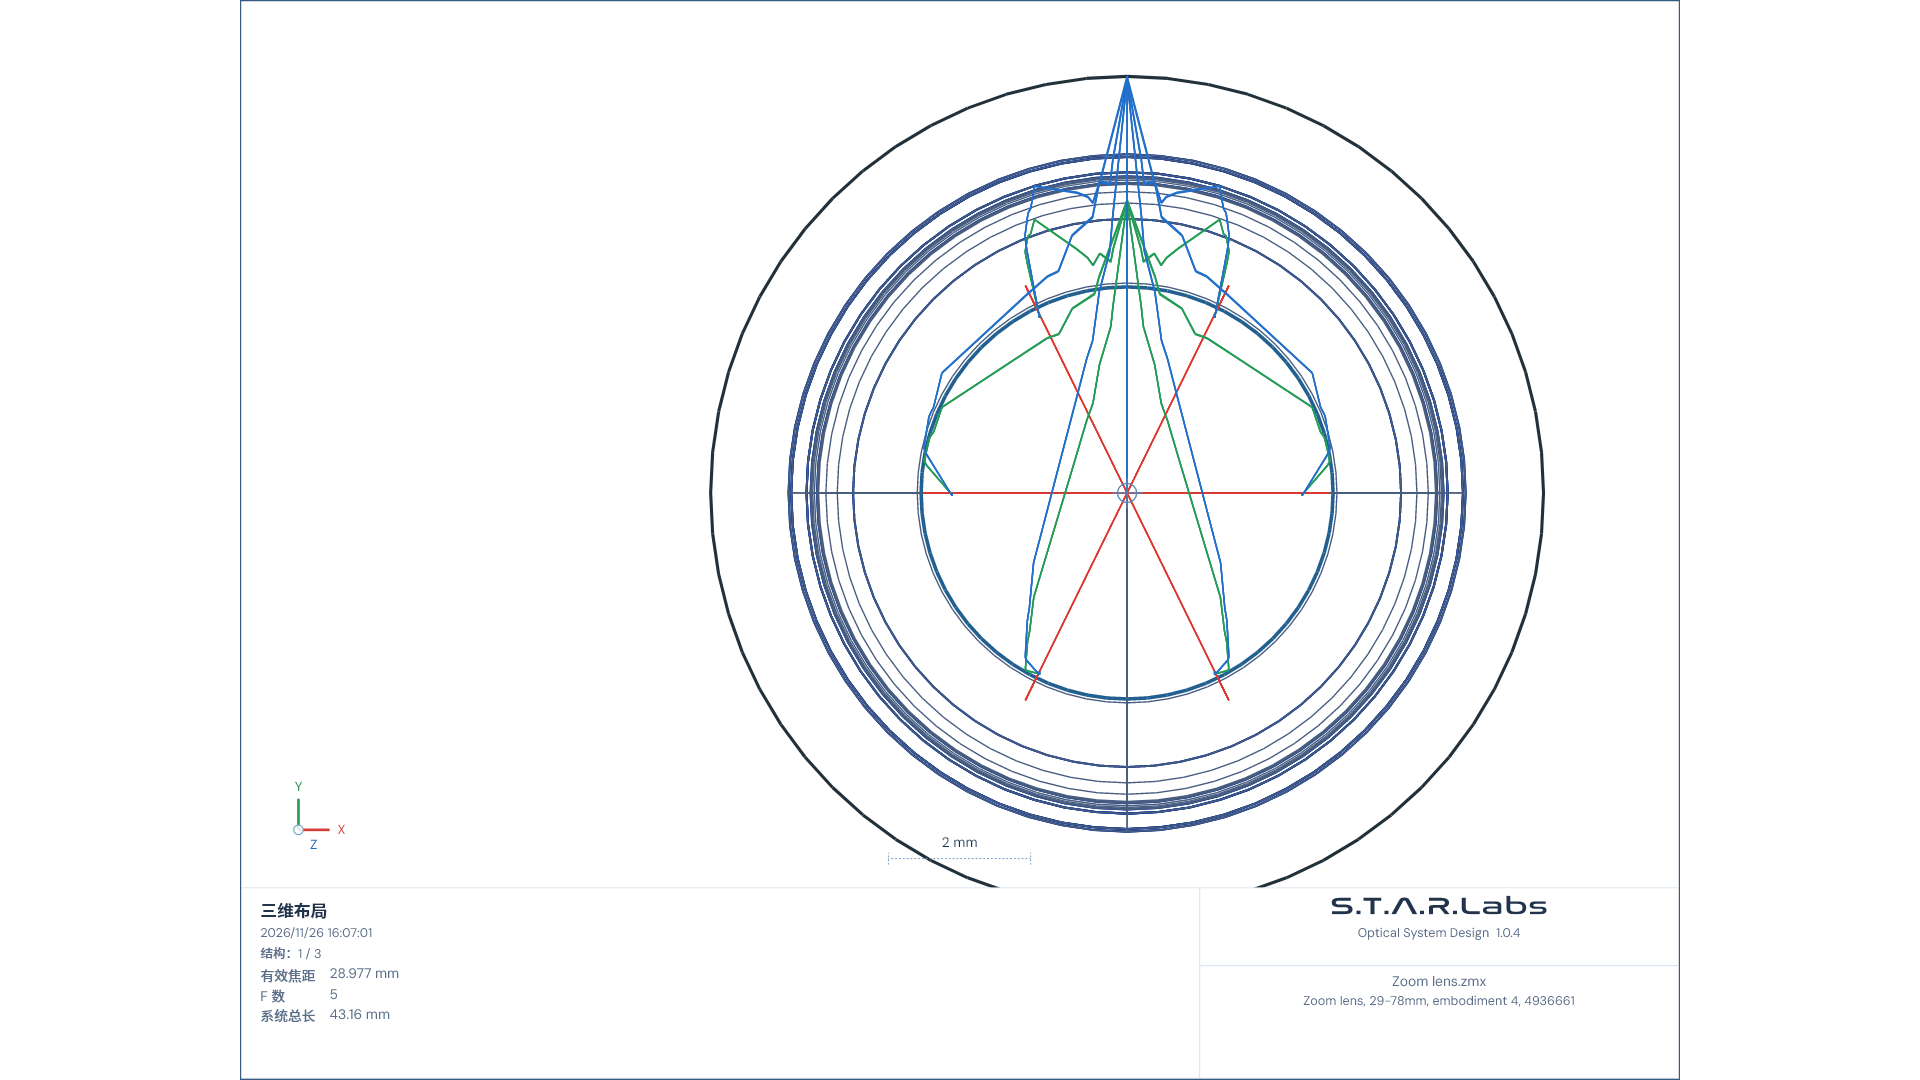 Y
X
Z
2 mm
三维布局
2026/11/26 16:07:01
结构: 1 / 3
有效焦距 28.977 mm
F 数 5
系统总长 43.16 mm
S.T.A.R.Labs
Optical System Design 1.0.4
Zoom lens.zmx
Zoom lens, 29-78mm, embodiment 4, 4936661